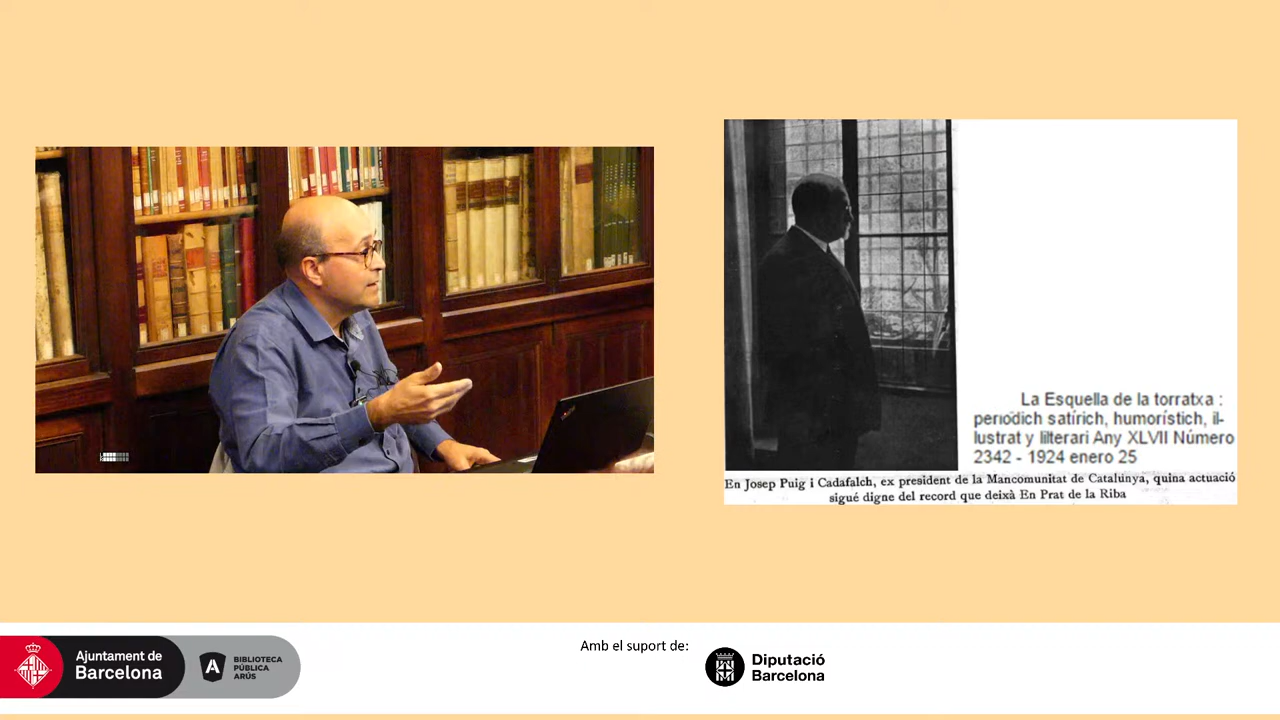 La Esquella de la torratxa :
periodich satírich, humorístich, il-
lustrat y lilterari Any XLVII Número
2342 - 1924 enero 25
En Josep Puig i Cadafalch, ex president de la Mancomunitat de Catalunya, quina actuació
sigué digne del record que deixà En Prat de la Riba
Amb el suport de:
Ajuntament de
Barcelona
A
BIBLIOTECA
PÚBLICA
ARÚS
Diputació
Barcelona